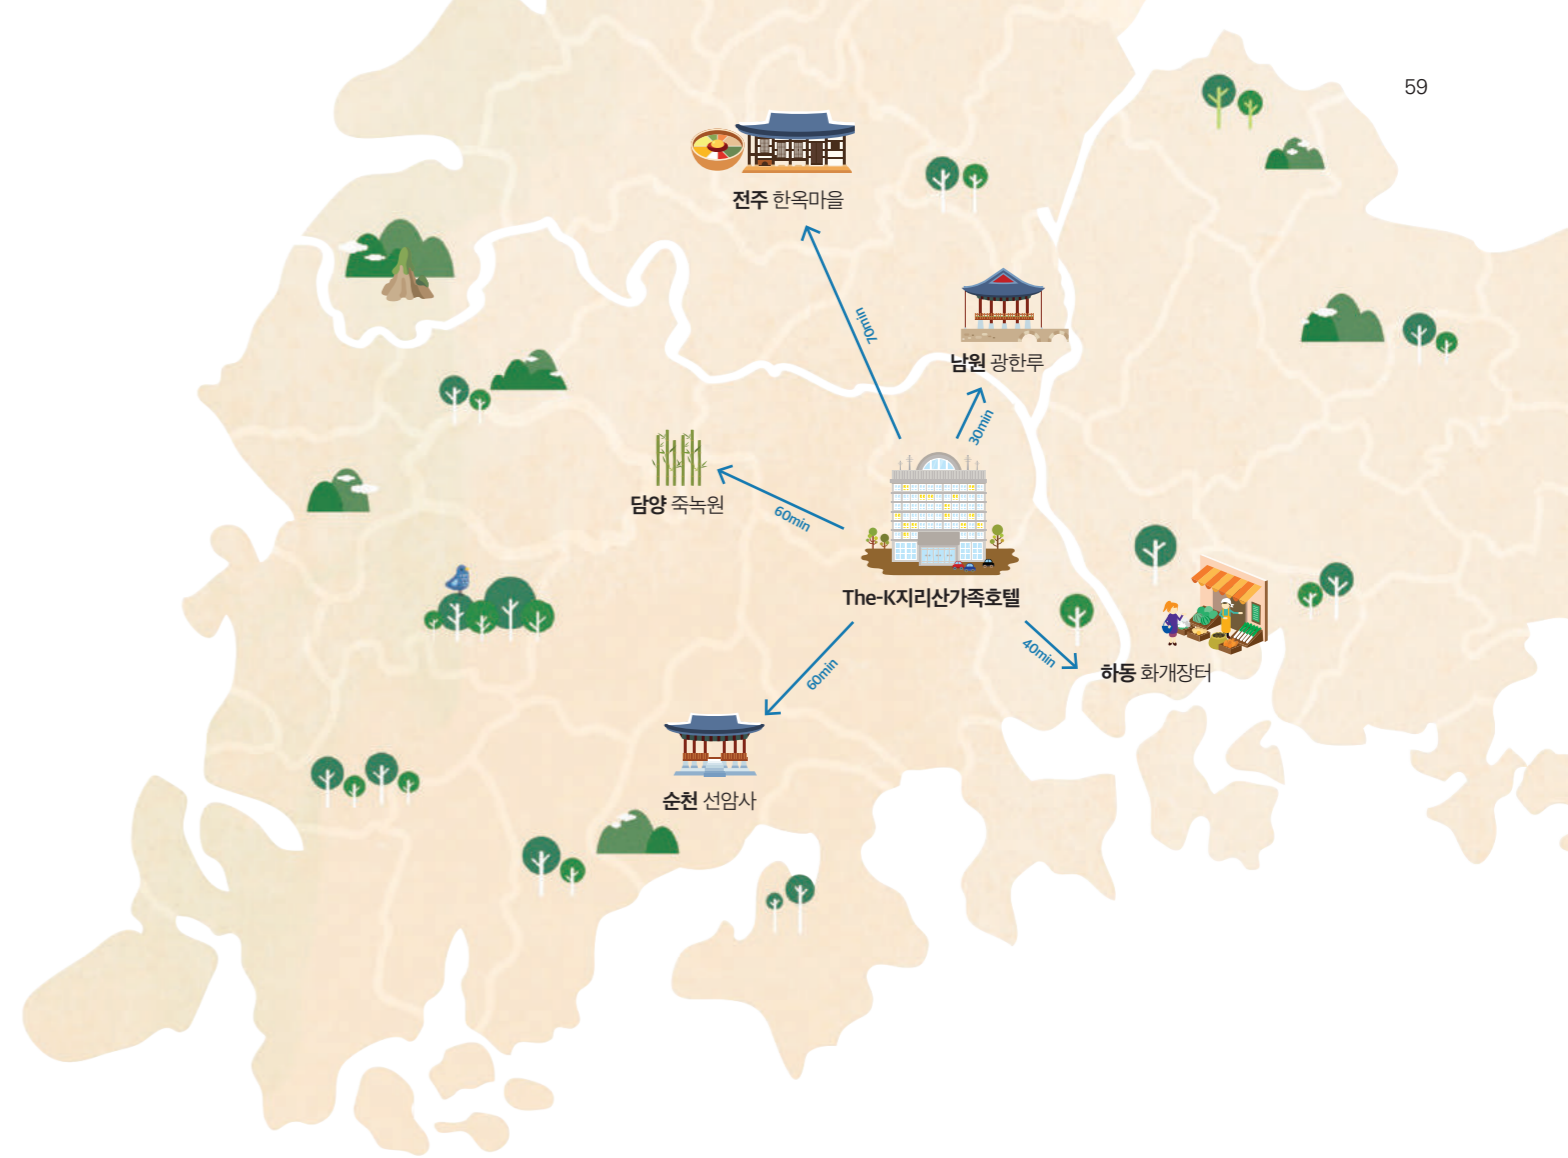 59
전주 한옥마을
70min
남원 광한루
30min
담양 죽녹원
60min
The-K지리산가족호텔
40min
하동 화개장터
60min
순천 선암사